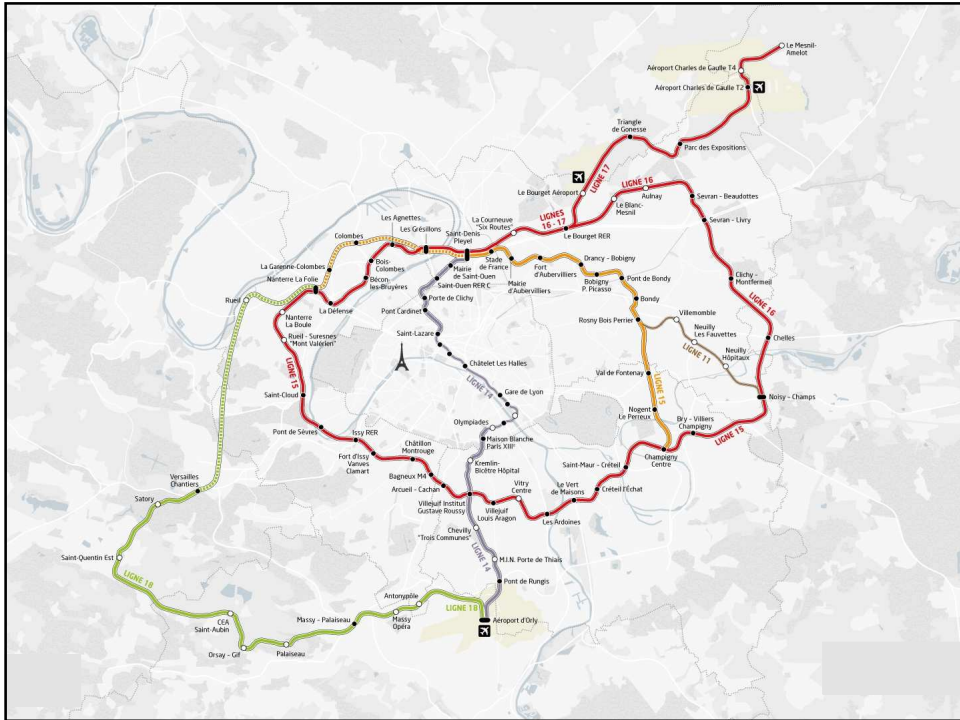 Le Mesnil-
Amelot
Aéroport Charles de Gaulle T4
Aéroport Charles de Gaulle T2
Triangle
de Gonesse
Parc des Expositions
LIGNE 17
Le Bourget Aéroport
LIGNE 16
Aulnay
Le Blanc-
Mesnil
Sevran - Beaudottes
Sevran - Livry
LIGNES
16 - 17
Le Bourget RER
La Courneuve
"Six Routes"
Les Agnettes
Les Grésillons
Saint-Denis
Pleyel
Colombes
Bois-
Colombes
La Garenne-Colombes
Nanterre La Folie
Bécon-
les-Bruyères
La Défense
Mairie
de Saint-Ouen
Saint-Ouen RER C
Stade
de France
Mairie
d'Aubervilliers
Fort
d'Aubervilliers
Drancy - Bobigny
Bobigny
P. Picasso
Pont de Bondy
Bondy
Clichy -
Montfermeil
LIGNE 16
Rueil
Nanterre
La Boule
Rueil - Suresnes
"Mont Valérien"
Porte de Clichy
Pont Cardinet
Saint-Lazare
Châtelet Les Halles
Rosny Bois Perrier
Villemomble
Neuilly
Les Fauvettes
Neuilly
Hôpitaux
LIGNE 11
Chelles
Noisy - Champs
LIGNE 15
Saint-Cloud
LIGNE 14
Gare de Lyon
Val de Fontenay
LIGNE 15
Nogent
Le Perreux
Bry - Villiers
Champigny
LIGNE 15
Champigny
Centre
Pont de Sèvres
Issy RER
Fort d'Issy
Vanves
Clamart
Châtillon
Montrouge
Bagneux M4
Arcueil - Cachan
Olympiades
Maison Blanche
Paris XIIIᵉ
Kremlin-
Bicêtre Hôpital
Villejuif Institut
Gustave Roussy
Villejuif
Louis Aragon
Vitry
Centre
Les Ardoines
Le Vert
de Maisons
Saint-Maur - Créteil
Créteil l'Échat
Versailles
Chantiers
Satory
Saint-Quentin Est
LIGNE 18
Chevilly
"Trois Communes"
LIGNE 14
M.I.N. Porte de Thiais
Pont de Rungis
Aéroport d'Orly
LIGNE 18
Antonypôle
Massy
Opéra
Massy - Palaiseau
Palaiseau
CEA
Saint-Aubin
Orsay - Gif